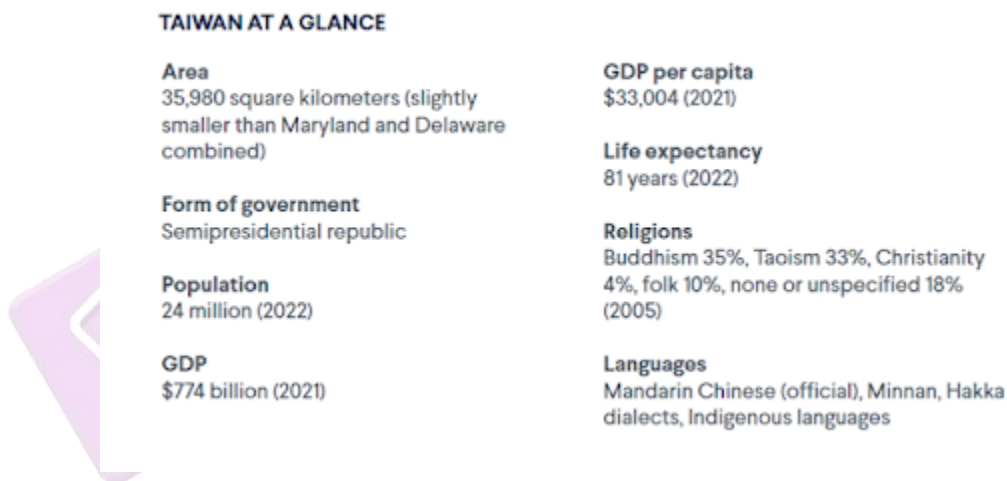 TAIWAN AT A GLANCE
Area
35,980 square kilometers (slightly
smaller than Maryland and Delaware
combined)
Form of government
Semipresidential republic
Population
24 million (2022)
GDP
$774 billion (2021)
GDP per capita
$33,004 (2021)
Life expectancy
81 years (2022)
Religions
Buddhism 35%, Taoism 33%, Christianity
4%, folk 10%, none or unspecified 18%
(2005)
Languages
Mandarin Chinese (official), Minnan, Hakka
dialects, Indigenous languages